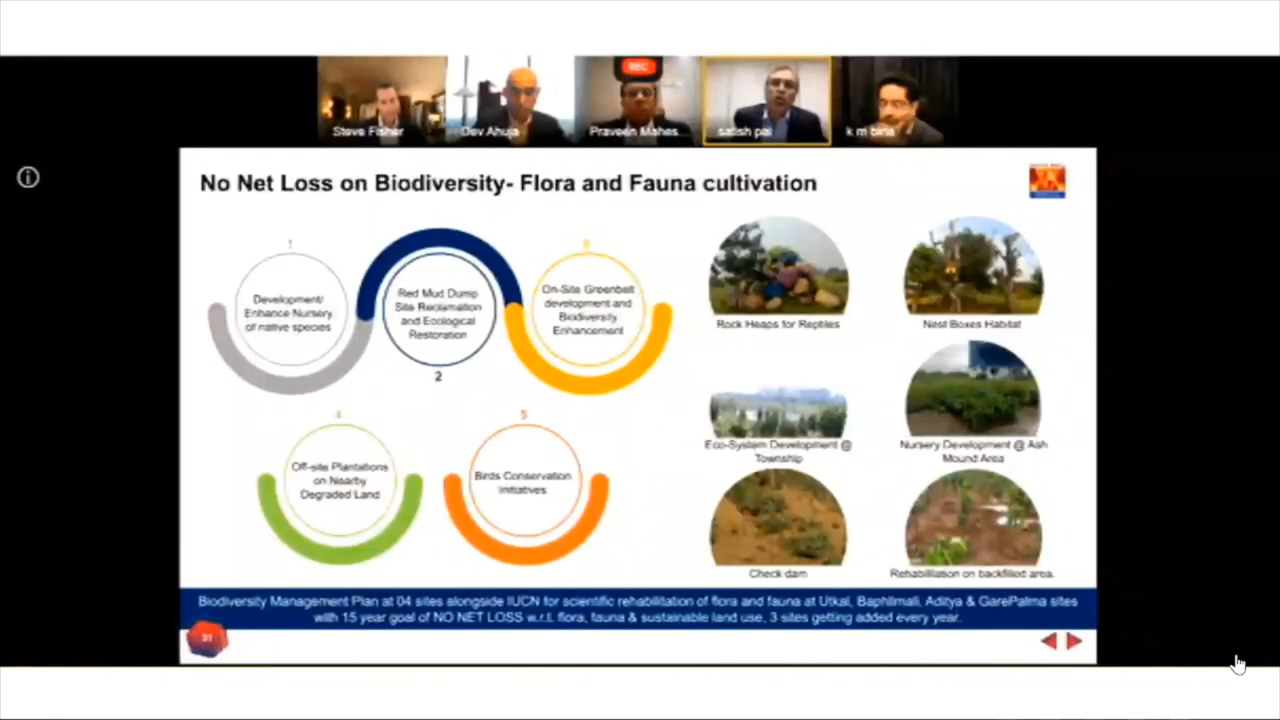 REC
Steve Fisher
Dev Ahuja
Praveen Mahes..
satish pai
k m birla
No Net Loss on Biodiversity- Flora and Fauna cultivation
1
Development/
Enhance Nursery
of native species
Red Mud Dump
Site Reclamation
and Ecological
Restoration
2
On-Site Greenbelt
development and
Biodiversity
Enhancement
4
Off-site Plantations
on Nearby
Degraded Land
5
Birds Conservation
Initiatives
Rock Heaps for Reptiles
Nest Boxes Habitat
Eco-System Development @
Township
Nursery Development @ Ash
Mound Area
Check dam
Rehabilitation on backfilled area.
Biodiversity Management Plan at 04 sites alongside IUCN for scientific rehabilitation of flora and fauna at Utkal, Baphlimali, Aditya & GarePalma sites
with 15 year goal of NO NET LOSS w.r.t. flora, fauna & sustainable land use, 3 sites getting added every year.